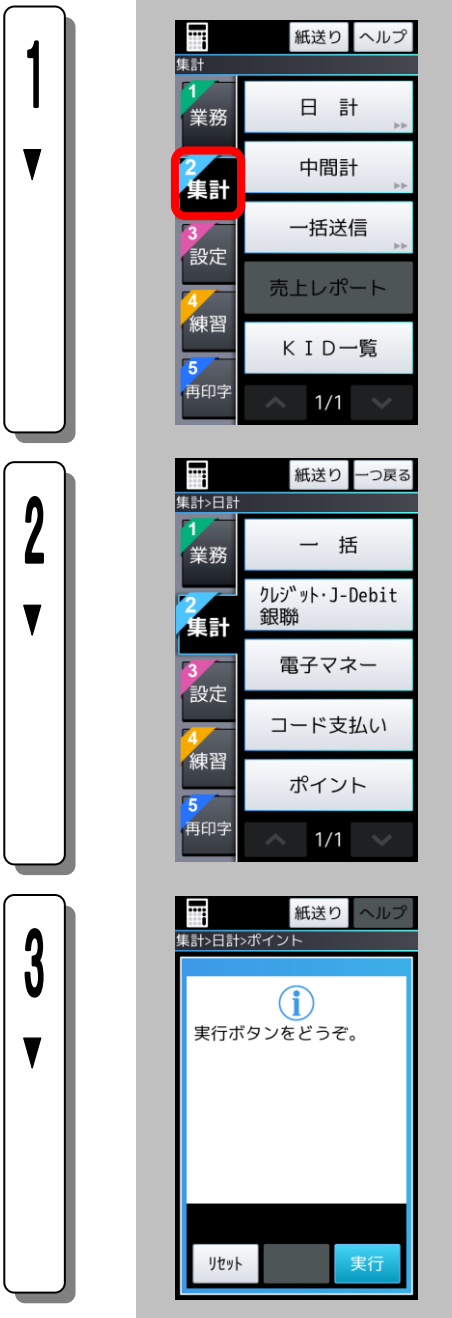 1
▼
紙送り ヘルプ
集計
1
業務
日 計
2
集計
中間計
3
設定
一括送信
4
練習
売上レポート
5
再印字
ＫＩＤ一覧
1/1
2
▼
紙送り 一つ戻る
集計>日計
1
業務
一 括
2
集計
ｸﾚｼﾞｯﾄ･J-Debit
銀聯
3
設定
電子マネー
4
練習
コード支払い
5
再印字
ポイント
1/1
3
▼
紙送り ヘルプ
集計>日計>ポイント
i
実行ボタンをどうぞ。
ﾘｾｯﾄ 実行